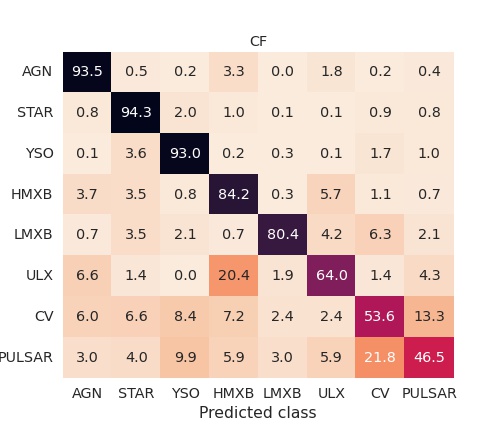 CF
AGN 93.5 0.5 0.2 3.3 0.0 1.8 0.2 0.4
STAR 0.8 94.3 2.0 1.0 0.1 0.1 0.9 0.8
YSO 0.1 3.6 93.0 0.2 0.3 0.1 1.7 1.0
HMXB 3.7 3.5 0.8 84.2 0.3 5.7 1.1 0.7
LMXB 0.7 3.5 2.1 0.7 80.4 4.2 6.3 2.1
ULX 6.6 1.4 0.0 20.4 1.9 64.0 1.4 4.3
CV 6.0 6.6 8.4 7.2 2.4 2.4 53.6 13.3
PULSAR 3.0 4.0 9.9 5.9 3.0 5.9 21.8 46.5
AGN STAR YSO HMXB LMXB ULX CV PULSAR
Predicted class